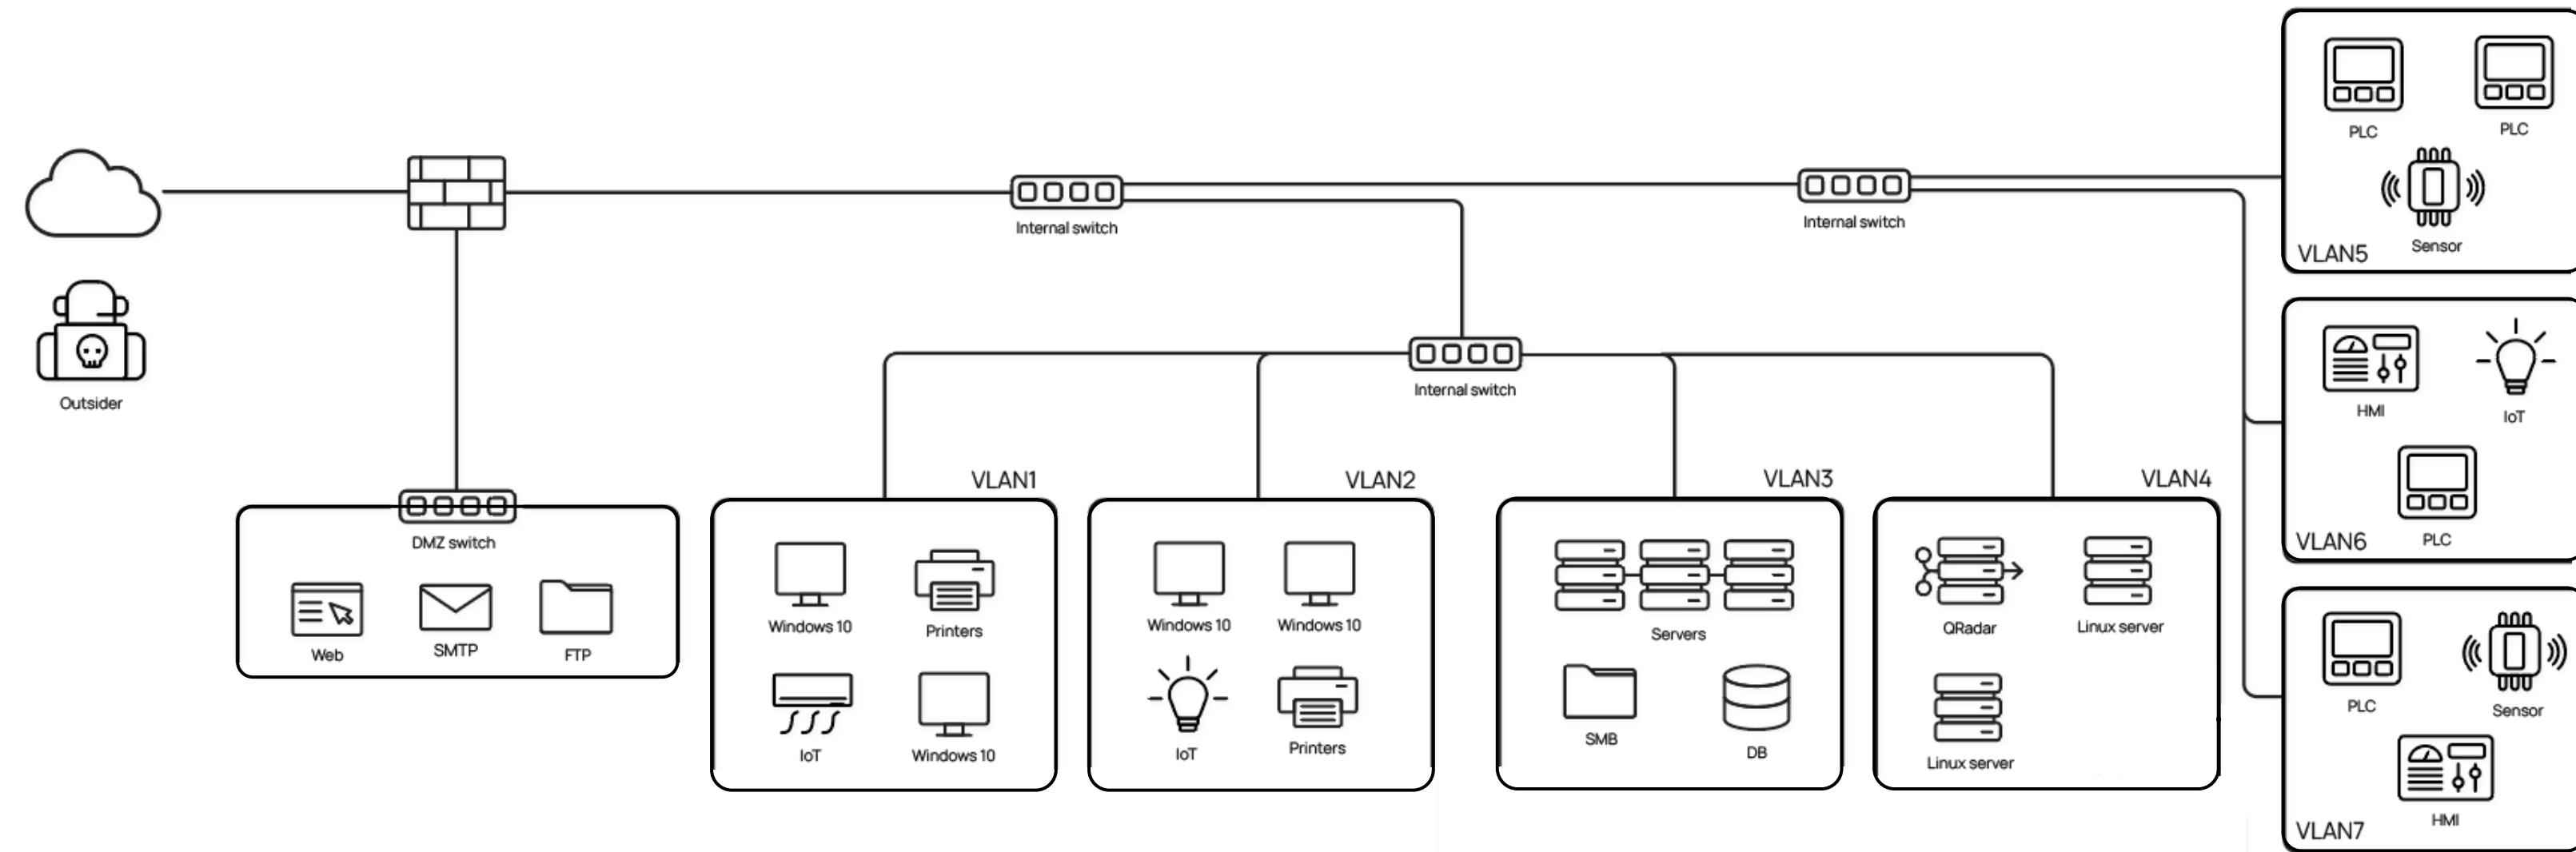 PLC
PLC
Sensor
VLAN5
Internal switch
Internal switch
HMI
IoT
PLC
VLAN6
Outsider
Internal switch
DMZ switch
Web
SMTP
FTP
VLAN1
Windows 10
Printers
IoT
Windows 10
VLAN2
Windows 10
Windows 10
IoT
Printers
VLAN3
Servers
SMB
DB
VLAN4
QRadar
Linux server
Linux server
PLC
Sensor
HMI
VLAN7